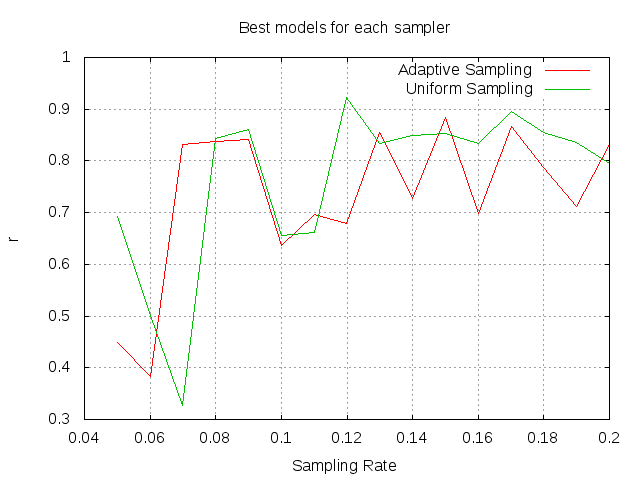 Best models for each sampler
1
Adaptive Sampling
Uniform Sampling
0.9
0.8
0.7
r
0.6
0.5
0.4
0.3
0.04 0.06 0.08 0.1 0.12 0.14 0.16 0.18 0.2
Sampling Rate